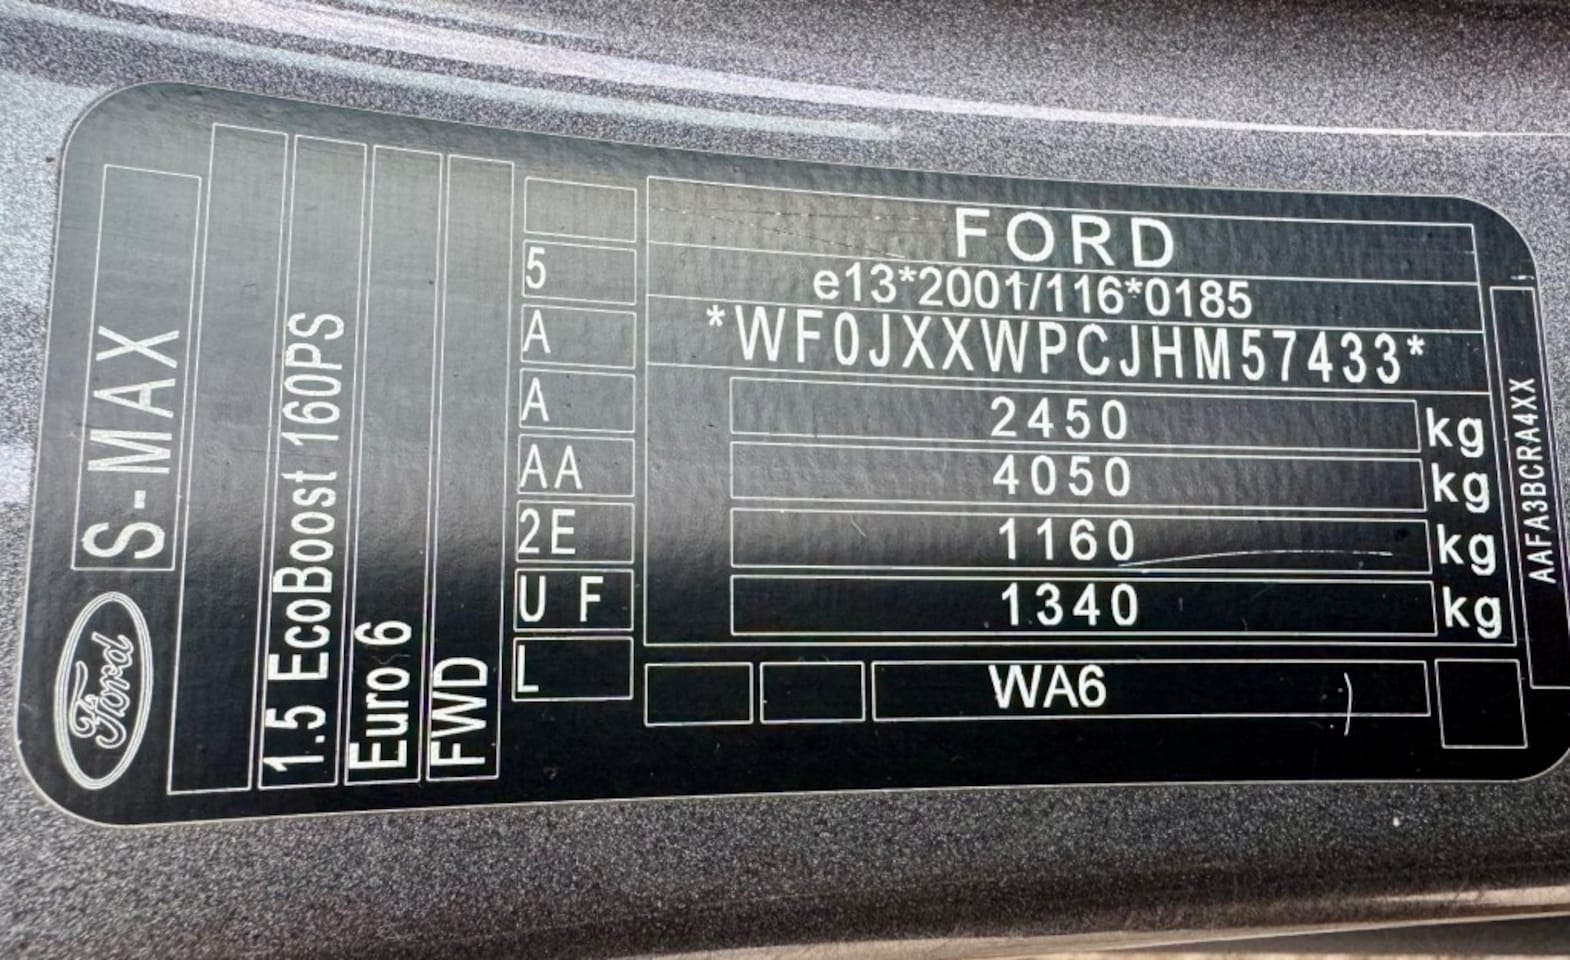 Ford
S-MAX
1.5 EcoBoost 160PS
Euro 6
FWD
5
A
A
AA
2E
U F
L
FORD
e13*2001/116*0185
*WF0JXXWPCJHM57433*
2450 kg
4050 kg
1160 kg
1340 kg
WA6
AAFA3BCRA4XX